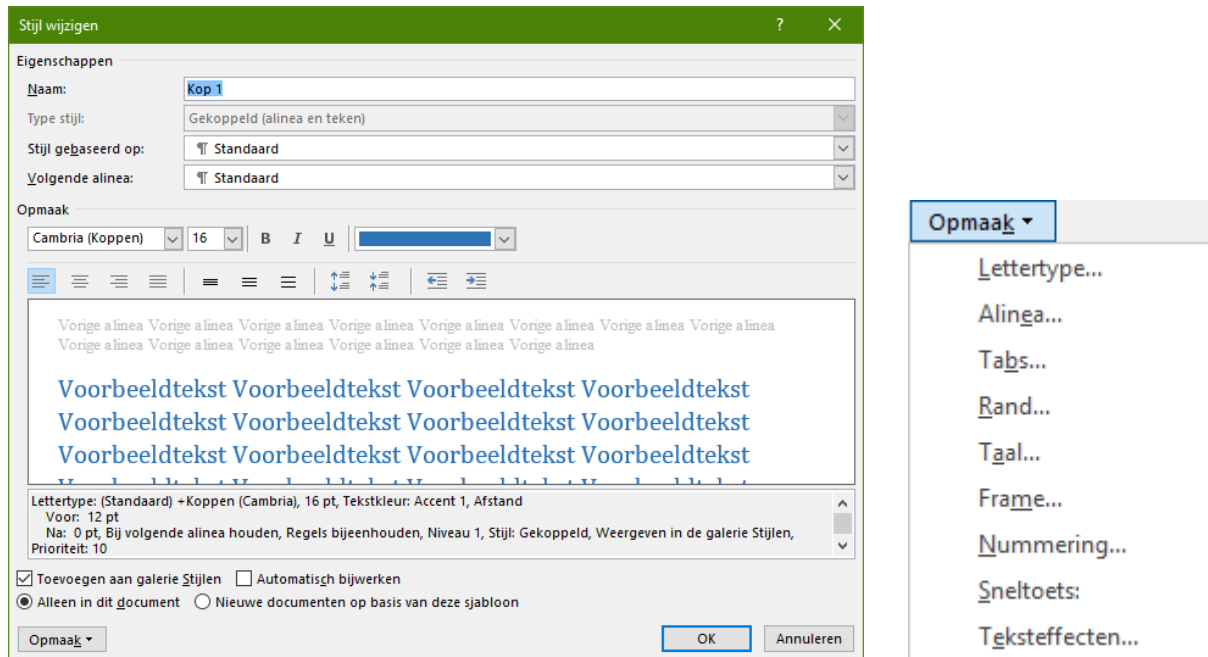 Stijl wijzigen ? ×
Eigenschappen
Naam: Kop 1
Type stijl: Gekoppeld (alinea en teken)
Stijl gebaseerd op: ¶ Standaard
Volgende alinea: ¶ Standaard
Opmaak
Cambria (Koppen) 16 B I U
Vorige alinea Vorige alinea Vorige alinea Vorige alinea Vorige alinea Vorige alinea Vorige alinea Vorige alinea
Vorige alinea Vorige alinea Vorige alinea Vorige alinea Vorige alinea Vorige alinea
Voorbeeldtekst Voorbeeldtekst Voorbeeldtekst Voorbeeldtekst
Voorbeeldtekst Voorbeeldtekst Voorbeeldtekst Voorbeeldtekst
Voorbeeldtekst Voorbeeldtekst Voorbeeldtekst Voorbeeldtekst
Lettertype: (Standaard) +Koppen (Cambria), 16 pt, Tekstkleur: Accent 1, Afstand
Voor: 12 pt
Na: 0 pt, Bij volgende alinea houden, Regels bijeenhouden, Niveau 1, Stijl: Gekoppeld, Weergeven in de galerie Stijlen,
Prioriteit: 10
Toevoegen aan galerie Stijlen Automatisch bijwerken
Alleen in dit document Nieuwe documenten op basis van deze sjabloon
Opmaak OK Annuleren
Opmaak
Lettertype...
Alinea...
Tabs...
Rand...
Taal...
Frame...
Nummering...
Sneltoets:
Teksteffecten...